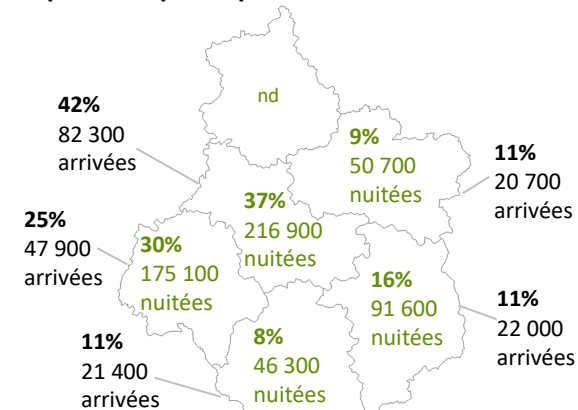 nd
42%
82 300
arrivées
9%
50 700
nuitées
11%
20 700
arrivées
37%
216 900
nuitées
25%
47 900
arrivées
30%
175 100
nuitées
16%
91 600
nuitées
11%
22 000
arrivées
11%
21 400
arrivées
8%
46 300
nuitées